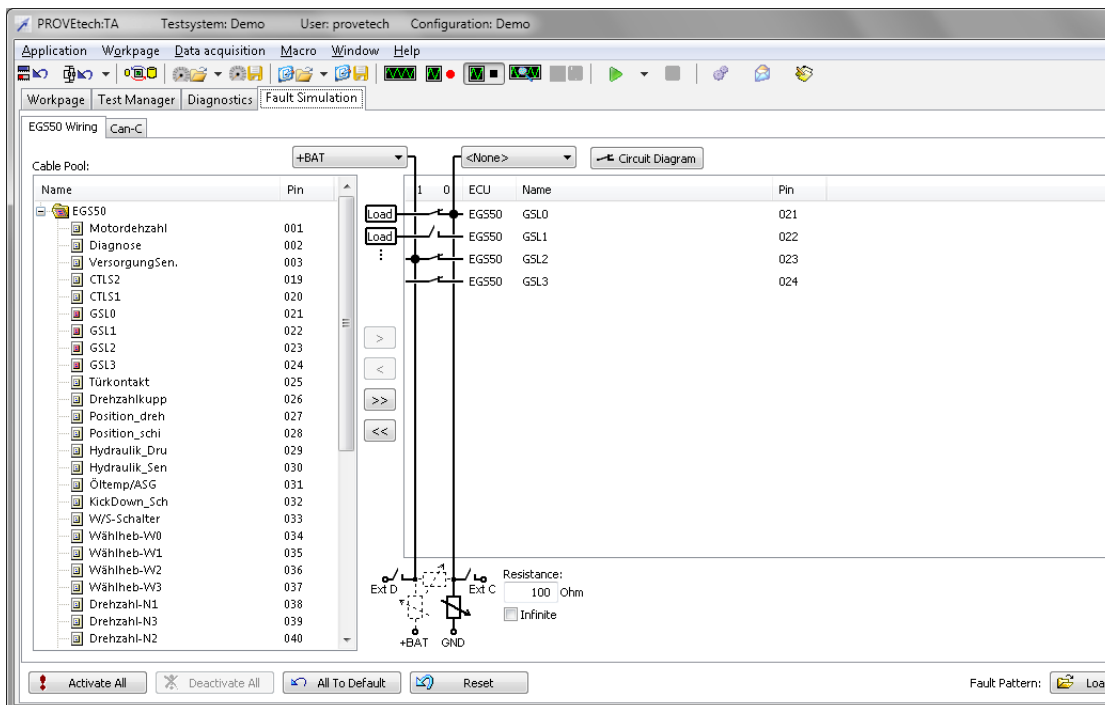 PROVEtech:TA Testsystem: Demo User: provetech Configuration: Demo
Application Workpage Data acquisition Macro Window Help
Workpage Test Manager Diagnostics Fault Simulation
EGS50 Wiring Can-C
Cable Pool: +BAT <None> Circuit Diagram
Name Pin 1 0 ECU Name Pin
EGS50
Motordehzahl 001
Diagnose 002
VersorgungSen. 003
CTLS2 019
CTLS1 020
GSL0 021
GSL1 022
GSL2 023
GSL3 024
Türkontakt 025
Drehzahlkupp 026
Position_dreh 027
Position_schi 028
Hydraulik_Dru 029
Hydraulik_Sen 030
Öltemp/ASG 031
KickDown_Sch 032
W/S-Schalter 033
Wählheb-W0 034
Wählheb-W1 035
Wählheb-W2 036
Wählheb-W3 037
Drehzahl-N1 038
Drehzahl-N3 039
Drehzahl-N2 040
> 
<
>>
<<
Load EGS50 GSL0 021
Load EGS50 GSL1 022
EGS50 GSL2 023
EGS50 GSL3 024
Ext D Ext C
+BAT GND
Resistance:
100 Ohm
Infinite
Activate All Deactivate All All To Default Reset Fault Pattern: Loa